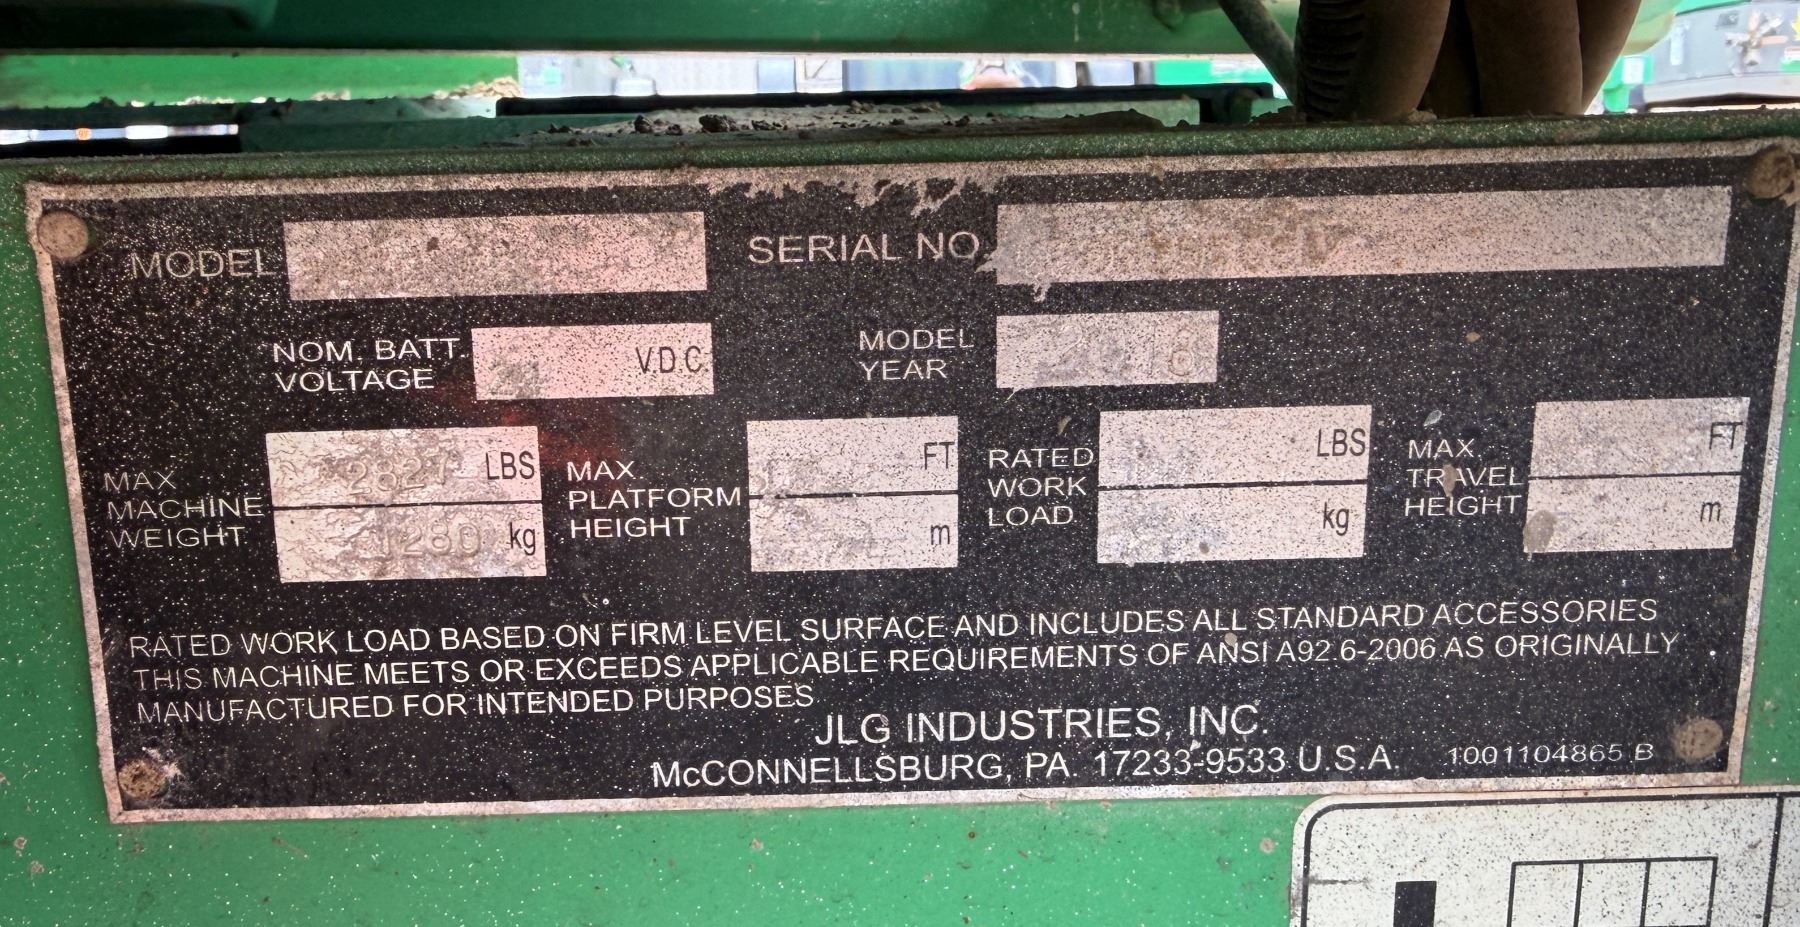 MODEL
SERIAL NO.
NOM. BATT. VOLTAGE V.D.C.
MODEL YEAR
MAX MACHINE WEIGHT 2827 LBS
1280 kg
MAX PLATFORM HEIGHT FT
m
RATED WORK LOAD LBS
kg
MAX TRAVEL HEIGHT FT
m
RATED WORK LOAD BASED ON FIRM LEVEL SURFACE AND INCLUDES ALL STANDARD ACCESSORIES
THIS MACHINE MEETS OR EXCEEDS APPLICABLE REQUIREMENTS OF ANSI A92.6-2006 AS ORIGINALLY
MANUFACTURED FOR INTENDED PURPOSES
JLG INDUSTRIES, INC.
McCONNELLSBURG, PA. 17233-9533 U.S.A.
1001104865 B